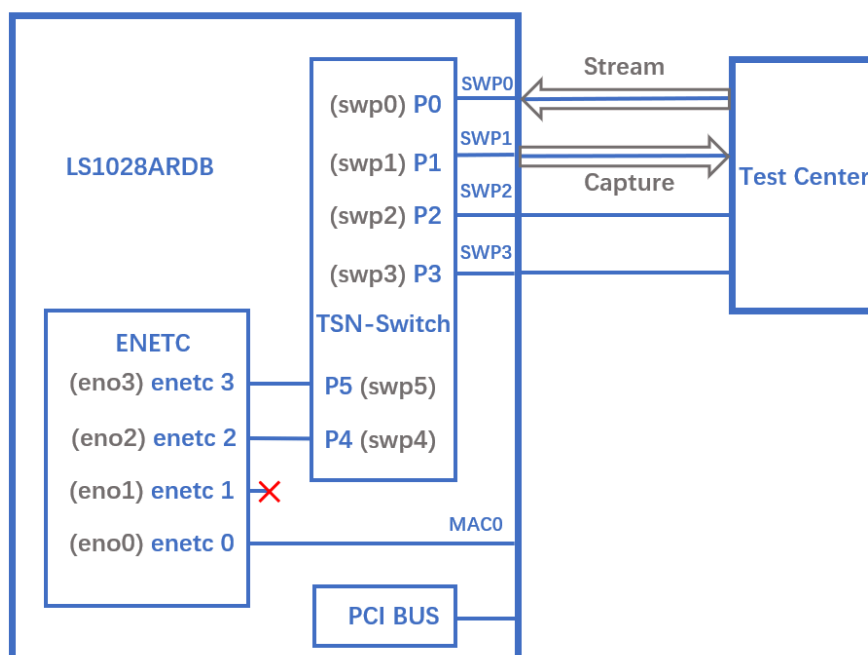 Stream
SWP0
(swp0) P0
SWP1
LS1028ARDB
(swp1) P1
Capture
Test Center
SWP2
(swp2) P2
SWP3
(swp3) P3
TSN-Switch
ENETC
(eno3) enetc 3
P5 (swp5)
(eno2) enetc 2
P4 (swp4)
(eno1) enetc 1
MAC0
(eno0) enetc 0
PCI BUS